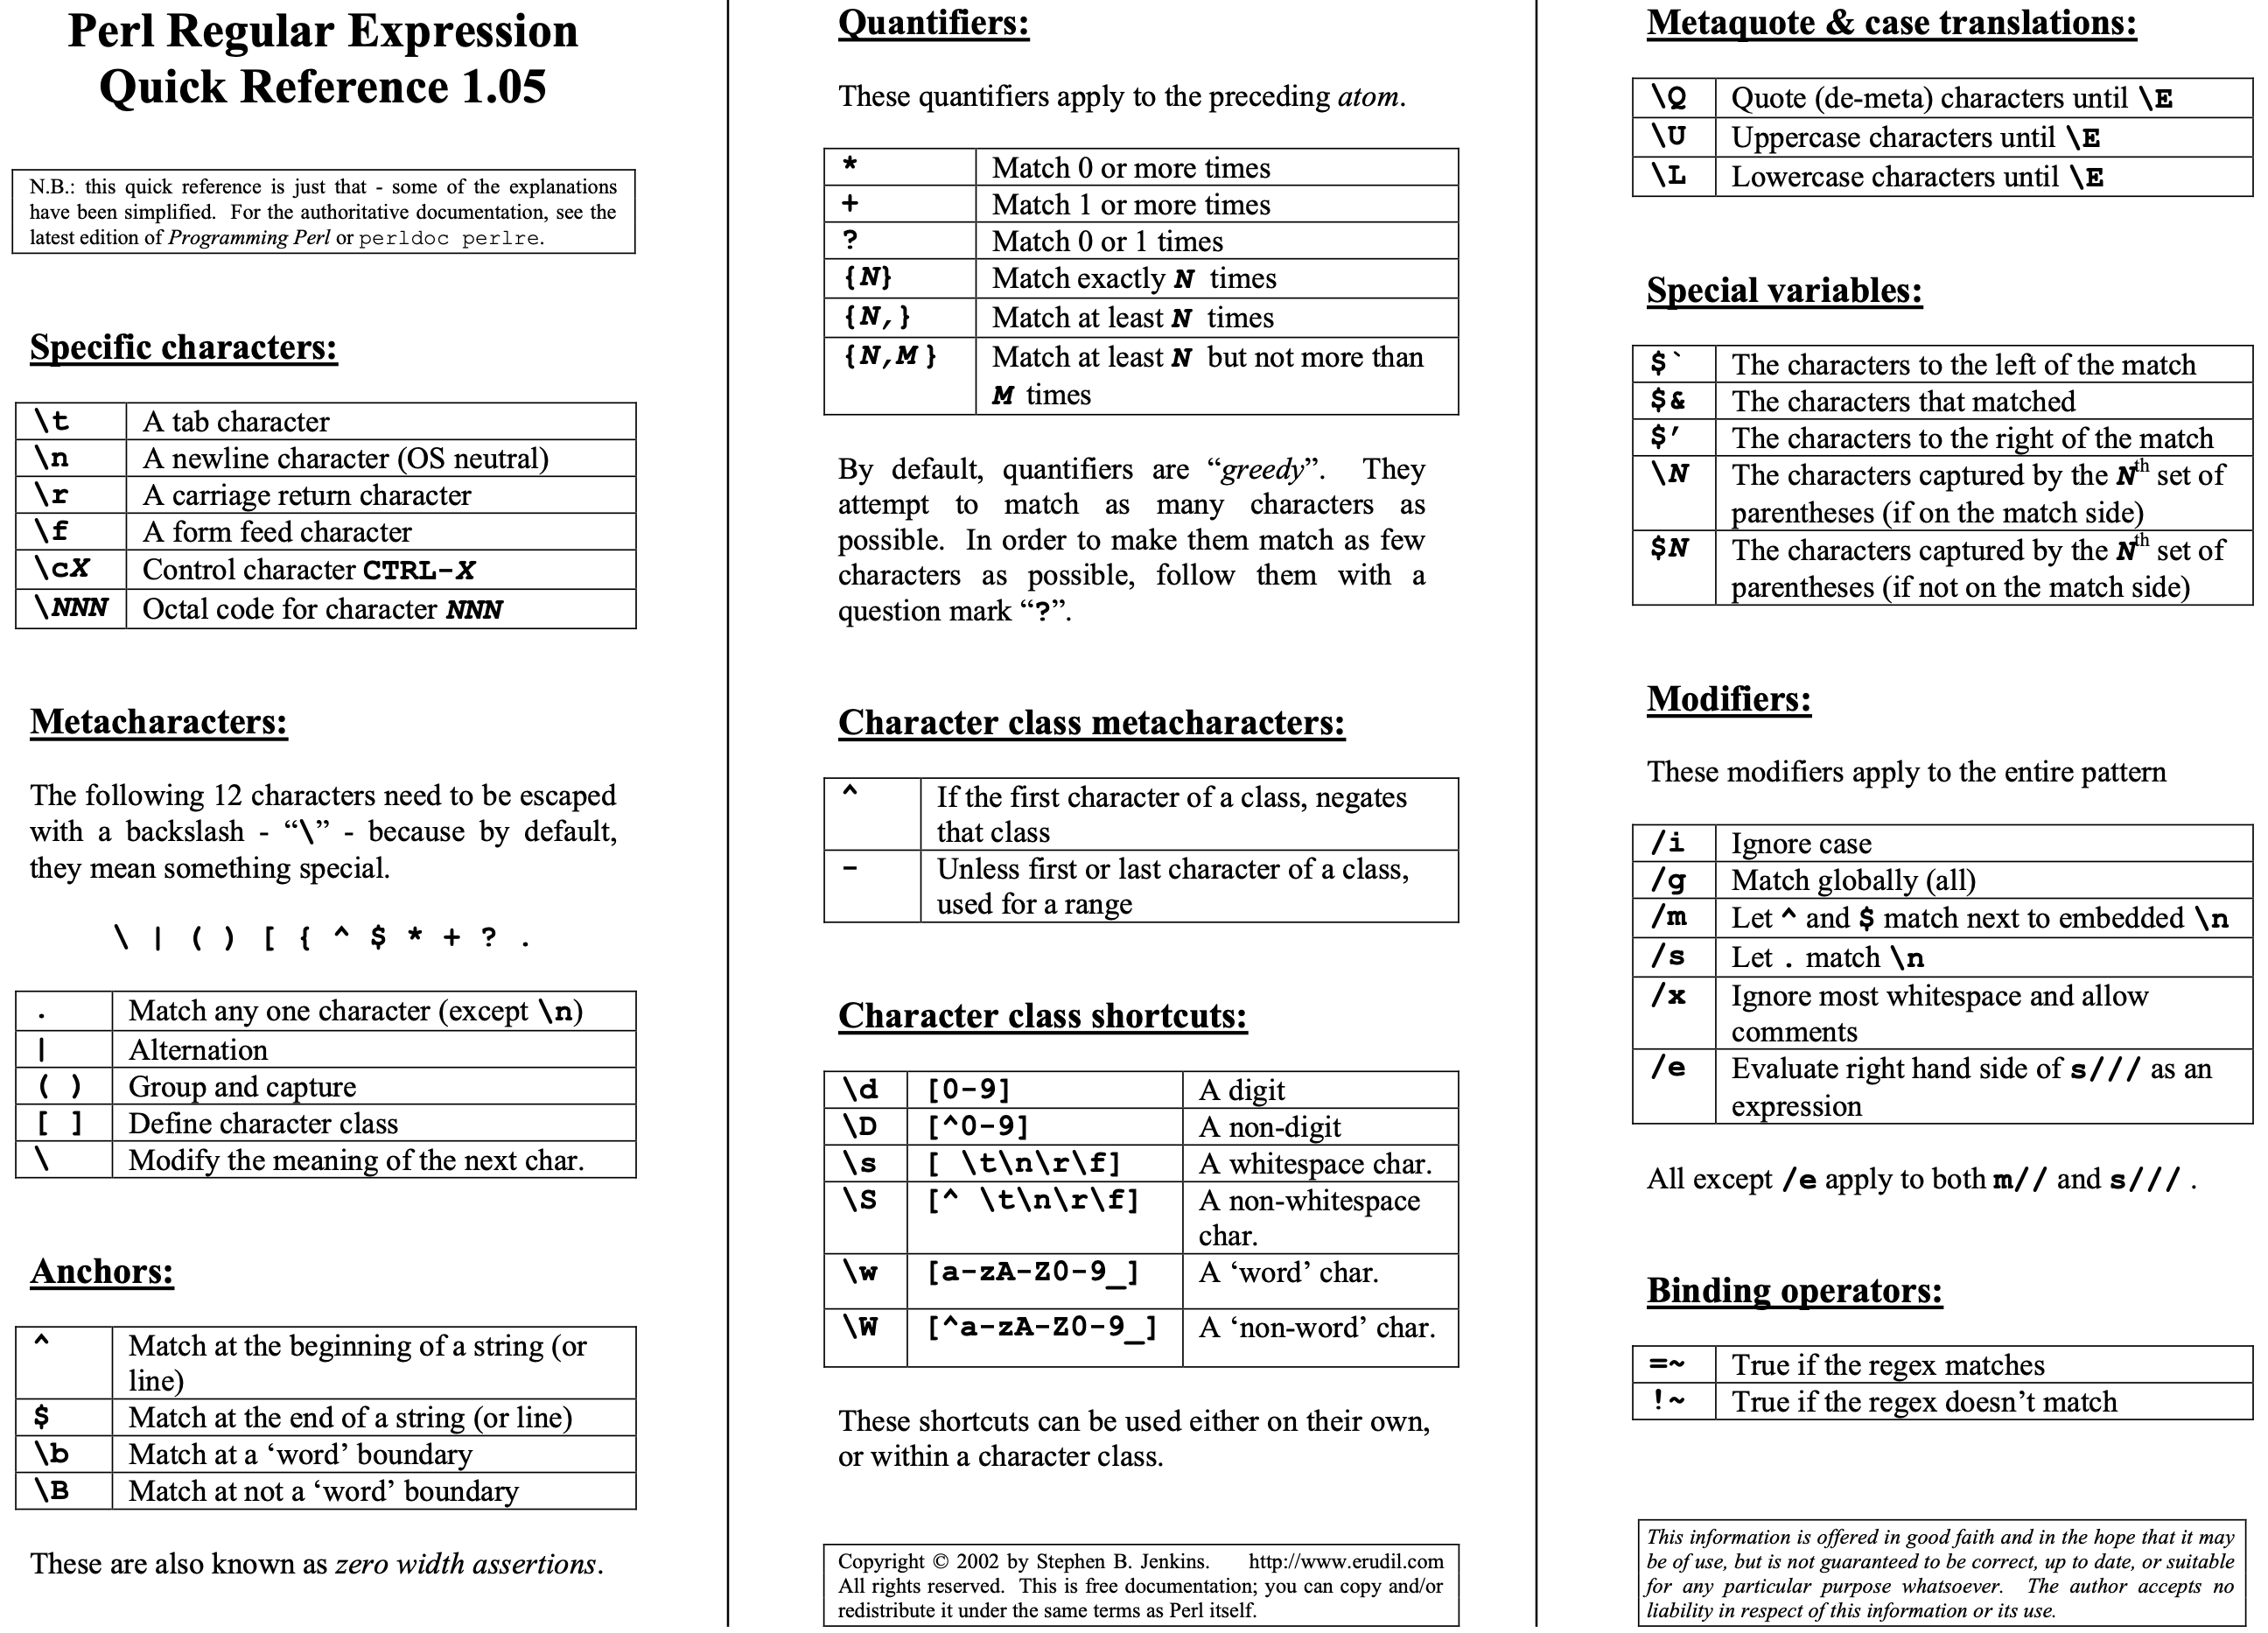 Perl Regular Expression
Quick Reference 1.05
N.B.: this quick reference is just that - some of the explanations
have been simplified. For the authoritative documentation, see the
latest edition of Programming Perl or perldoc perlre.
Specific characters:
\t A tab character
\n A newline character (OS neutral)
\r A carriage return character
\f A form feed character
\cX Control character CTRL-X
\NNN Octal code for character NNN
Metacharacters:
The following 12 characters need to be escaped
with a backslash - “\” - because by default,
they mean something special.
\ | ( ) [ { ^ $ * + ? .
. Match any one character (except \n)
| Alternation
( ) Group and capture
[ ] Define character class
\ Modify the meaning of the next char.
Anchors:
^ Match at the beginning of a string (or
line)
$ Match at the end of a string (or line)
\b Match at a ‘word’ boundary
\B Match at not a ‘word’ boundary
These are also known as zero width assertions.
Quantifiers:
These quantifiers apply to the preceding atom.
* Match 0 or more times
+ Match 1 or more times
? Match 0 or 1 times
{N} Match exactly N times
{N,} Match at least N times
{N,M} Match at least N but not more than
M times
By default, quantifiers are “greedy”. They
attempt to match as many characters as
possible. In order to make them match as few
characters as possible, follow them with a
question mark “?”.
Character class metacharacters:
^ If the first character of a class, negates
that class
- Unless first or last character of a class,
used for a range
Character class shortcuts:
\d [0-9] A digit
\D [^0-9] A non-digit
\s [ \t\n\r\f] A whitespace char.
\S [^ \t\n\r\f] A non-whitespace
char.
\w [a-zA-Z0-9_] A ‘word’ char.
\W [^a-zA-Z0-9_] A ‘non-word’ char.
These shortcuts can be used either on their own,
or within a character class.
Copyright © 2002 by Stephen B. Jenkins. http://www.erudil.com
All rights reserved. This is free documentation; you can copy and/or
redistribute it under the same terms as Perl itself.
Metaquote & case translations:
\Q Quote (de-meta) characters until \E
\U Uppercase characters until \E
\L Lowercase characters until \E
Special variables:
$` The characters to the left of the match
$& The characters that matched
$’ The characters to the right of the match
\N The characters captured by the Nth set of
parentheses (if on the match side)
$N The characters captured by the Nth set of
parentheses (if not on the match side)
Modifiers:
These modifiers apply to the entire pattern
/i Ignore case
/g Match globally (all)
/m Let ^ and $ match next to embedded \n
/s Let . match \n
/x Ignore most whitespace and allow
comments
/e Evaluate right hand side of s/// as an
expression
All except /e apply to both m// and s/// .
Binding operators:
=~ True if the regex matches
!~ True if the regex doesn’t match
This information is offered in good faith and in the hope that it may
be of use, but is not guaranteed to be correct, up to date, or suitable
for any particular purpose whatsoever. The author accepts no
liability in respect of this information or its use.